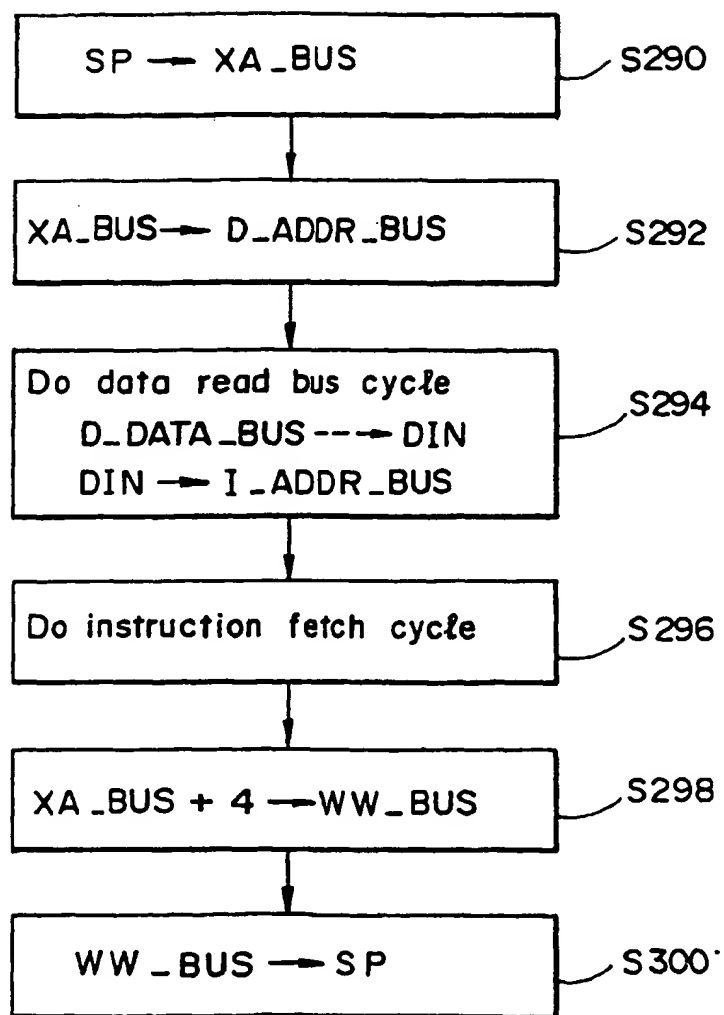 SP → XA_BUS
S290
XA_BUS → D_ADDR_BUS
S292
Do data read bus cycle
D_DATA_BUS ---→ DIN
DIN → I_ADDR_BUS
S294
Do instruction fetch cycle
S296
XA_BUS + 4 → WW_BUS
S298
WW_BUS → SP
S300